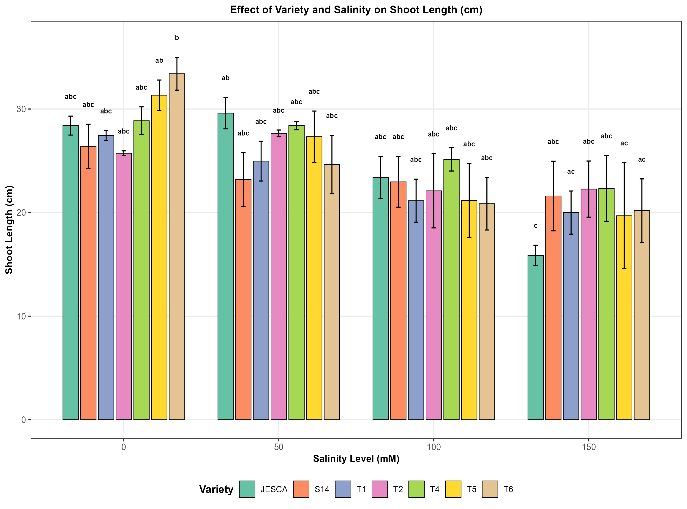 Effect of Variety and Salinity on Shoot Length (cm)
Shoot Length (cm)
30
20
10
0
abc abc abc abc abc ab b
ab abc abc abc abc abc abc
abc abc abc abc abc abc abc
c abc ac abc abc ac ac
0 50 100 150
Salinity Level (mM)
Variety JESCA S14 T1 T2 T4 T5 T6